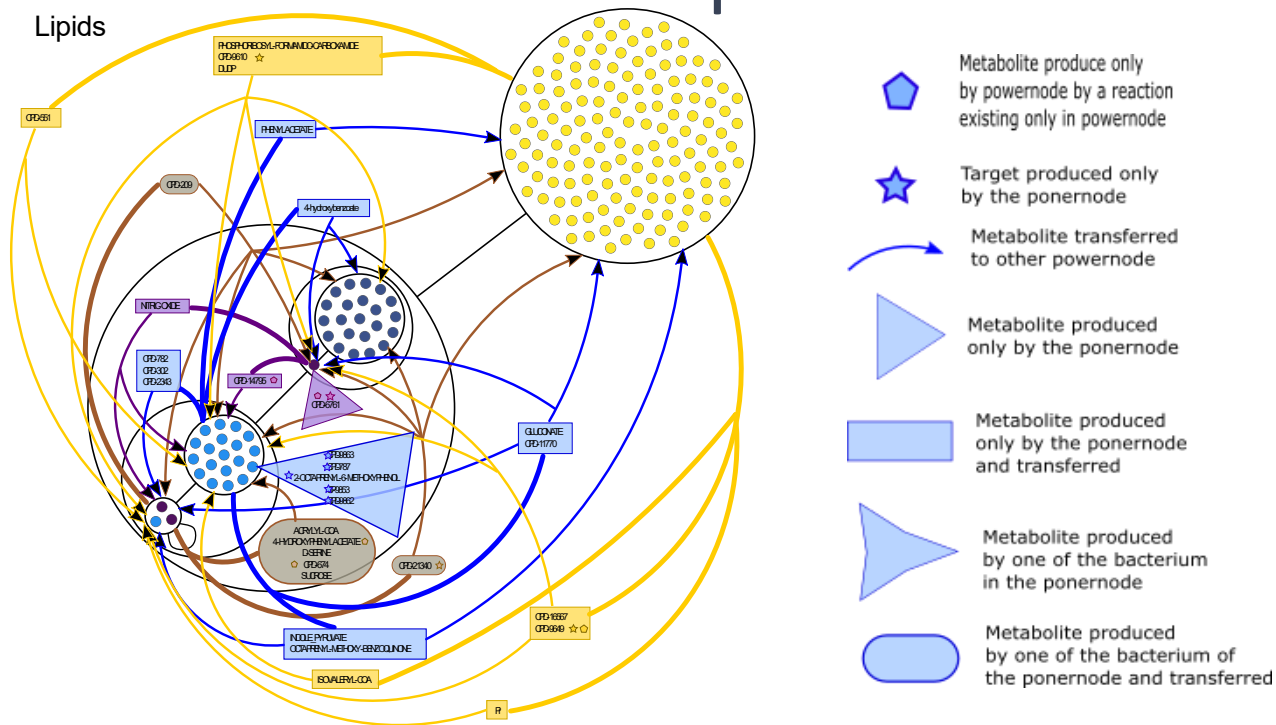 Lipids
PHOSPHORIBOSYL-FORMAMIDO-CARBOXAMIDE
CPD-9610
DUDP
CPD-551
PHENYLACETATE
CPD-209
4-hydroxybenzoate
NITRIC-OXIDE
CPD-782
CPD-302
CPD-2343
CPD-14795
CPD-6761
GLUCONATE
CPD-11770
2-OCTAPRENYL-6-METHOXYPHENOL
ACRYLYL-COA
4-HYDROXYPHENYLACETATE
D-SERINE
CPD-674
SUCROSE
CPD-21340
CPD-16567
CPD-9649
INDOLE_PYRUVATE
OCTAPRENYL-METHOXY-BENZOQUINONE
ISOVALERYL-COA
Metabolite produce only
by powernode by a reaction
existing only in powernode
Target produced only
by the ponernode
Metabolite transferred
to other powernode
Metabolite produced
only by the ponernode
Metabolite produced
only by the ponernode
and transferred
Metabolite produced
by one of the bacterium
in the ponernode
Metabolite produced
by one of the bacterium of
the ponernode and transferred